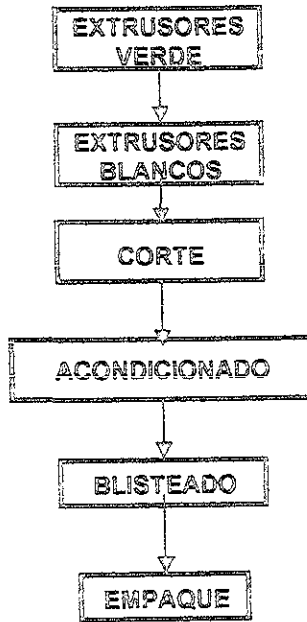 EXTRUSORES
VERDE
EXTRUSORES
BLANCOS
CORTE
ACONDICIONADO
BLISTEADO
EMPAQUE